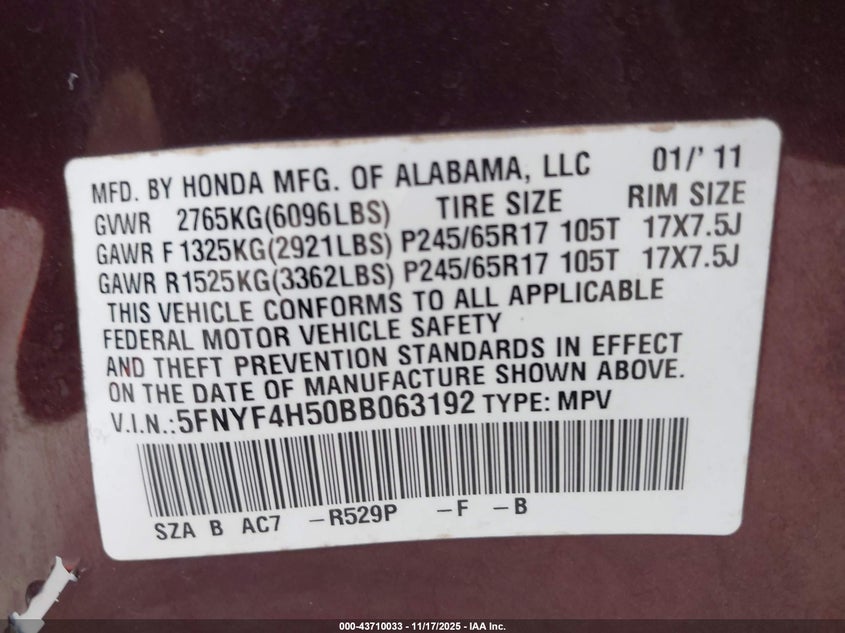 MFD. BY HONDA MFG. OF ALABAMA, LLC 01/'11
GVWR 2765KG(6096LBS) TIRE SIZE RIM SIZE
GAWR F 1325KG(2921LBS) P245/65R17 105T 17X7.5J
GAWR R1525KG(3362LBS) P245/65R17 105T 17X7.5J
THIS VEHICLE CONFORMS TO ALL APPLICABLE
FEDERAL MOTOR VEHICLE SAFETY
AND THEFT PREVENTION STANDARDS IN EFFECT
ON THE DATE OF MANUFACTURE SHOWN ABOVE.
V.I.N.:5FNYF4H50BB063192 TYPE: MPV
SZA B AC7 -R529P -F -B
000-43710033 - 11/17/2025 - IAA Inc.